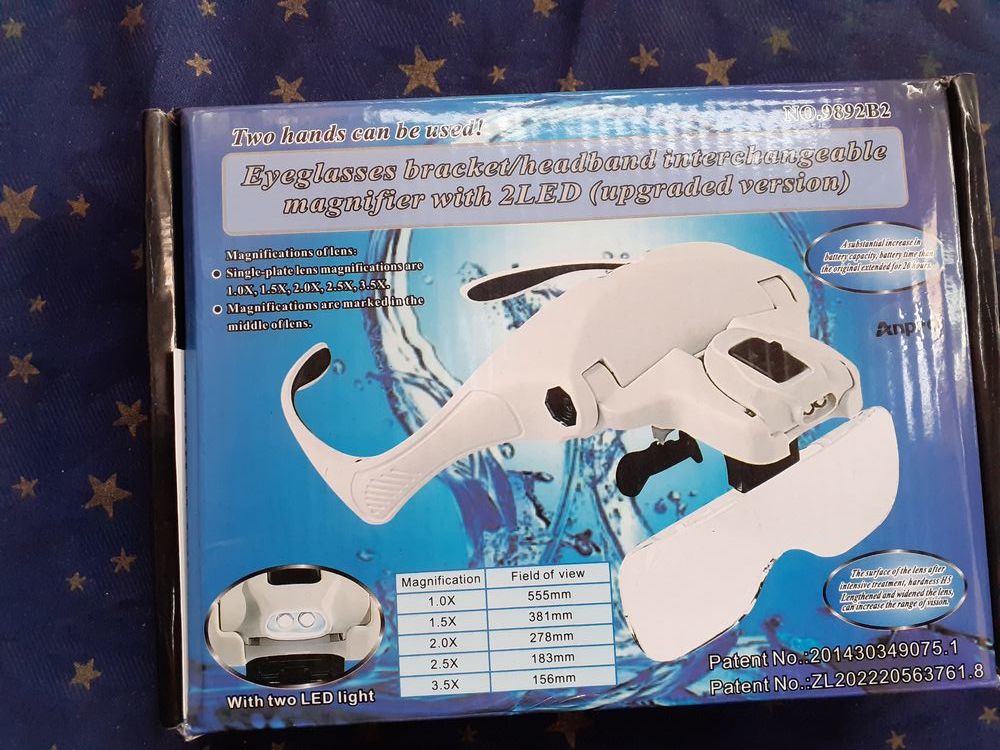 NO.9892B2
Two hands can be used!
Eyeglasses bracket/headband interchangeable
magnifier with 2LED (upgraded version)
Magnifications of lens:
● Single-plate lens magnifications are
1.0X, 1.5X, 2.0X, 2.5X, 3.5X.
● Magnifications are marked in the
middle of lens.
A substantial increase in
battery capacity, battery time than
the original extended for 20 hours.
Magnification Field of view
1.0X 555mm
1.5X 381mm
2.0X 278mm
2.5X 183mm
3.5X 156mm
With two LED light
The surface of the lens after
intensive treatment, hardness H5
Lengthened and widened the lens,
can increase the range of vision.
Patent No.:201430349075.1
Patent No.:ZL202220563761.8